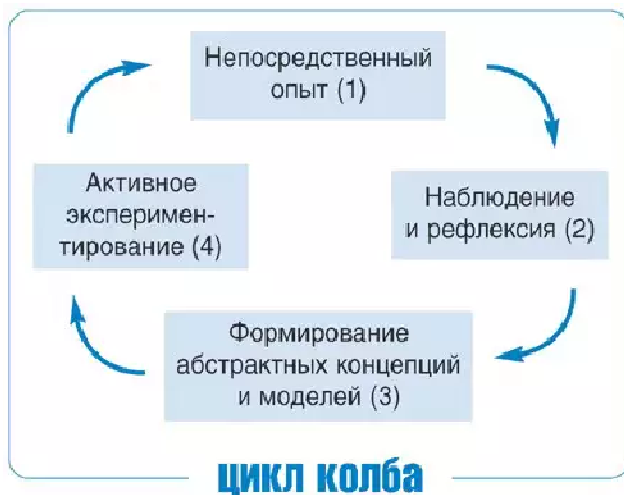 Непосредственный
опыт (1)
Активное
эксперимен-
тирование (4)
Наблюдение
и рефлексия (2)
Формирование
абстрактных концепций
и моделей (3)
цикл колба